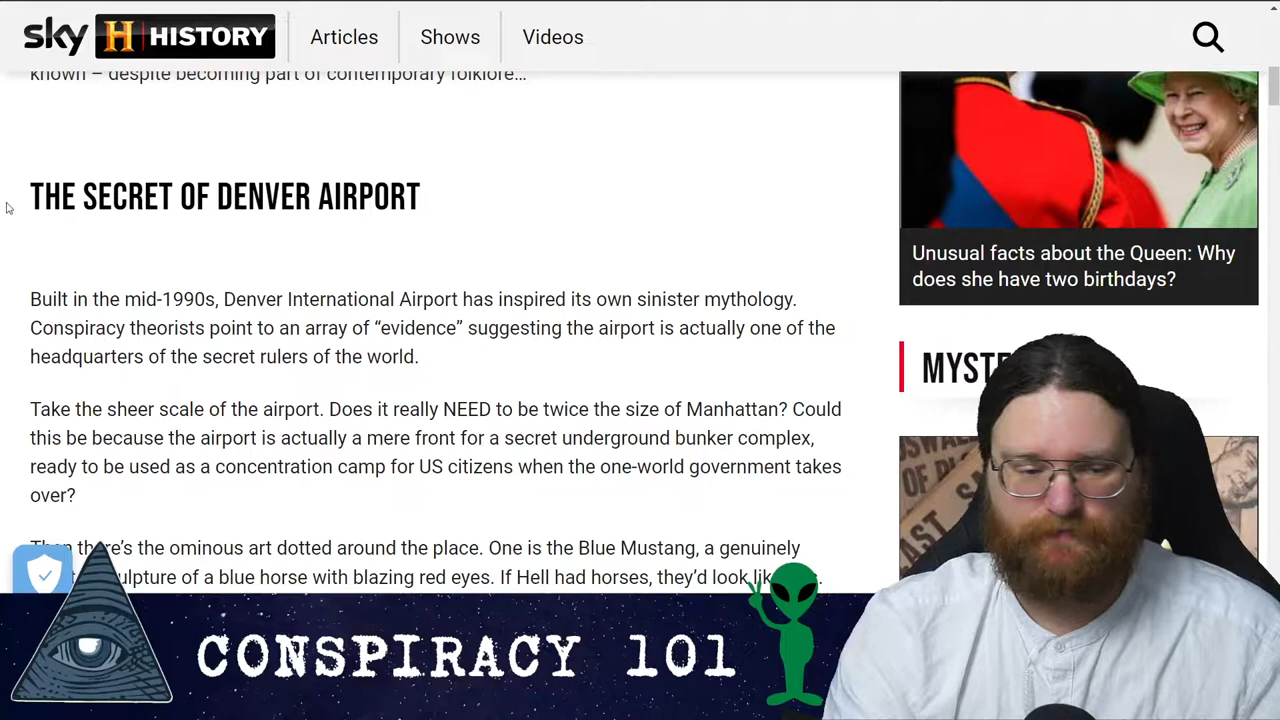 sky HISTORY
Articles
Shows
Videos
known – despite becoming part of contemporary folklore…
THE SECRET OF DENVER AIRPORT
Built in the mid-1990s, Denver International Airport has inspired its own sinister mythology.
Conspiracy theorists point to an array of “evidence” suggesting the airport is actually one of the
headquarters of the secret rulers of the world.
Take the sheer scale of the airport. Does it really NEED to be twice the size of Manhattan? Could
this be because the airport is actually a mere front for a secret underground bunker complex,
ready to be used as a concentration camp for US citizens when the one-world government takes
over?
there’s the ominous art dotted around the place. One is the Blue Mustang, a genuinely
sculpture of a blue horse with blazing red eyes. If Hell had horses, they’d look
Unusual facts about the Queen: Why
does she have two birthdays?
MYSTE
CONSPIRACY 101